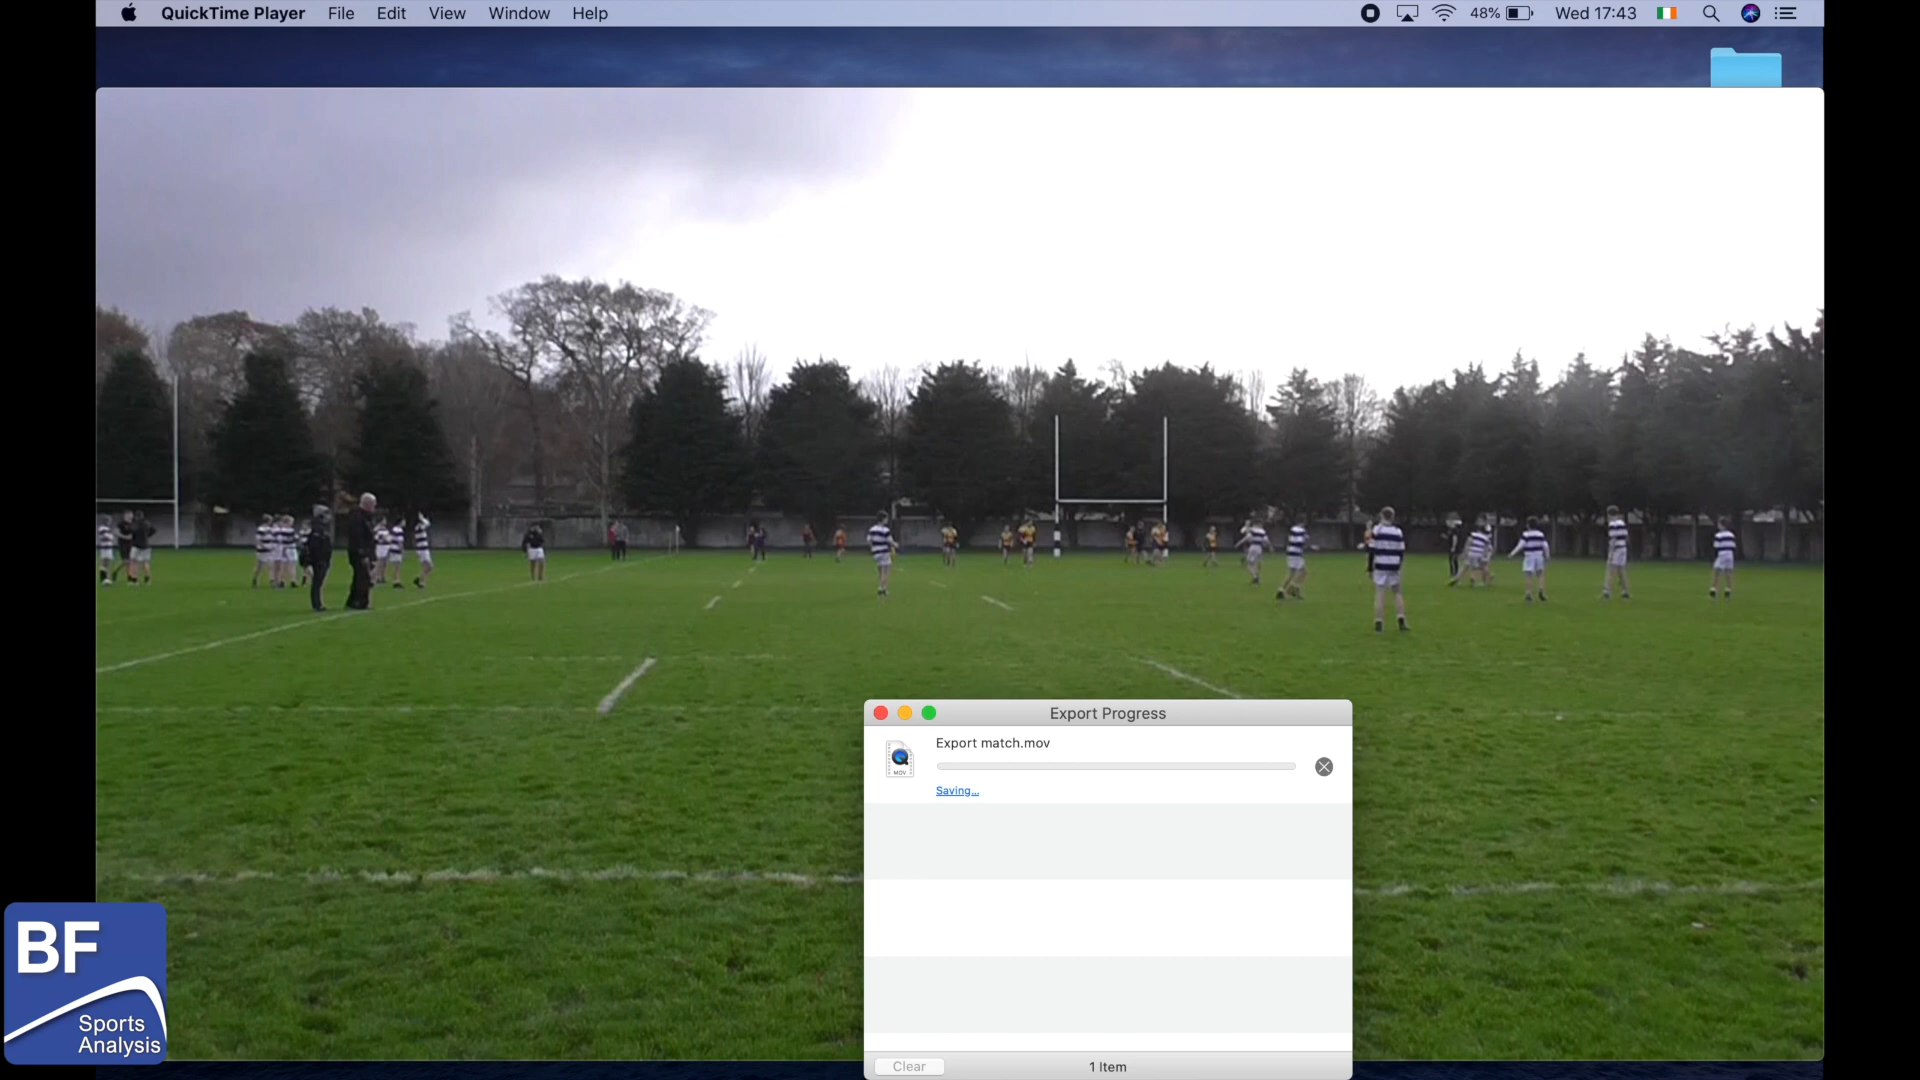 QuickTime Player File Edit View Window Help 48% Wed 17:43
Export Progress
Export match.mov
MOV
Saving...
Clear 1 Item
BF
Sports
Analysis